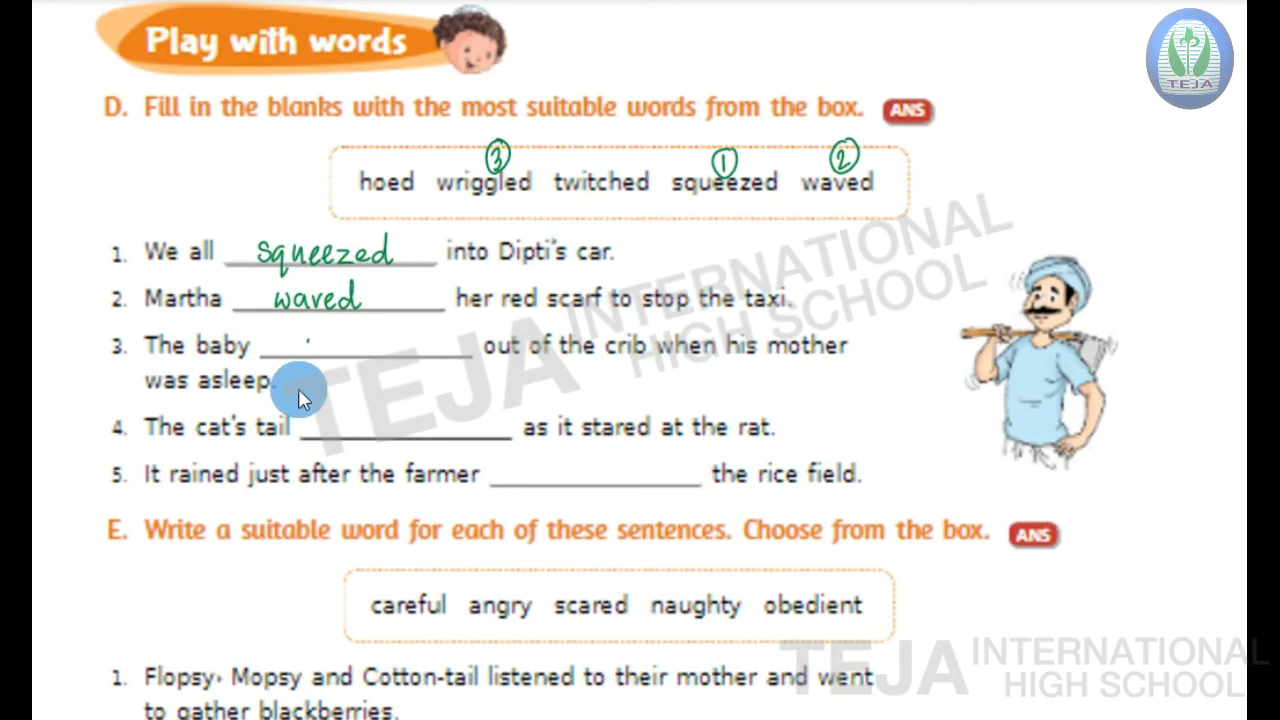 Play with words
TEJA
D. Fill in the blanks with the most suitable words from the box. ANS
3 1 2
hoed wriggled twitched squeezed waved
1. We all squeezed into Dipti's car.
2. Martha waved her red scarf to stop the taxi.
3. The baby ____________ out of the crib when his mother
was asleep.
4. The cat's tail ____________ as it stared at the rat.
5. It rained just after the farmer ____________ the rice field.
TEJA INTERNATIONAL
HIGH SCHOOL
E. Write a suitable word for each of these sentences. Choose from the box. ANS
careful angry scared naughty obedient
1. Flopsy, Mopsy and Cotton-tail listened to their mother and went
to gather blackberries.
TEJA INTERNATIONAL
HIGH SCHOOL